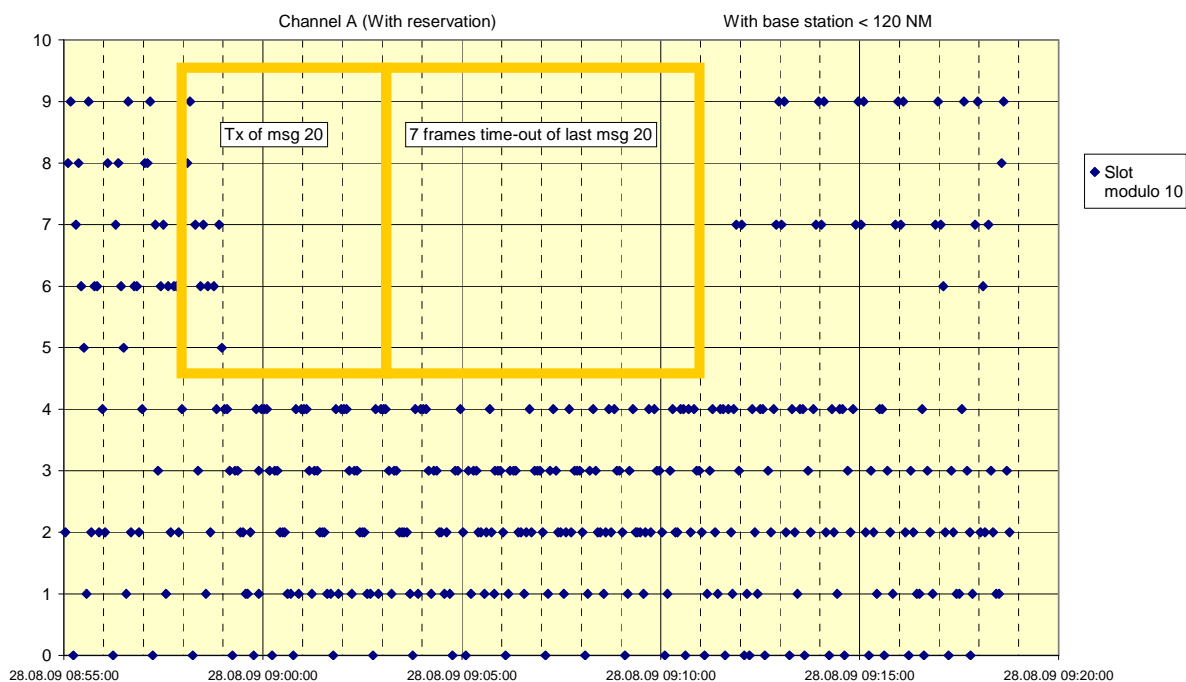 Channel A (With reservation) With base station < 120 NM
10
9
Tx of msg 20 7 frames time-out of last msg 20
8
Slot
modulo 10
7
6
5
4
3
2
1
0
28.08.09 08:55:00 28.08.09 09:00:00 28.08.09 09:05:00 28.08.09 09:10:00 28.08.09 09:15:00 28.08.09 09:20:00